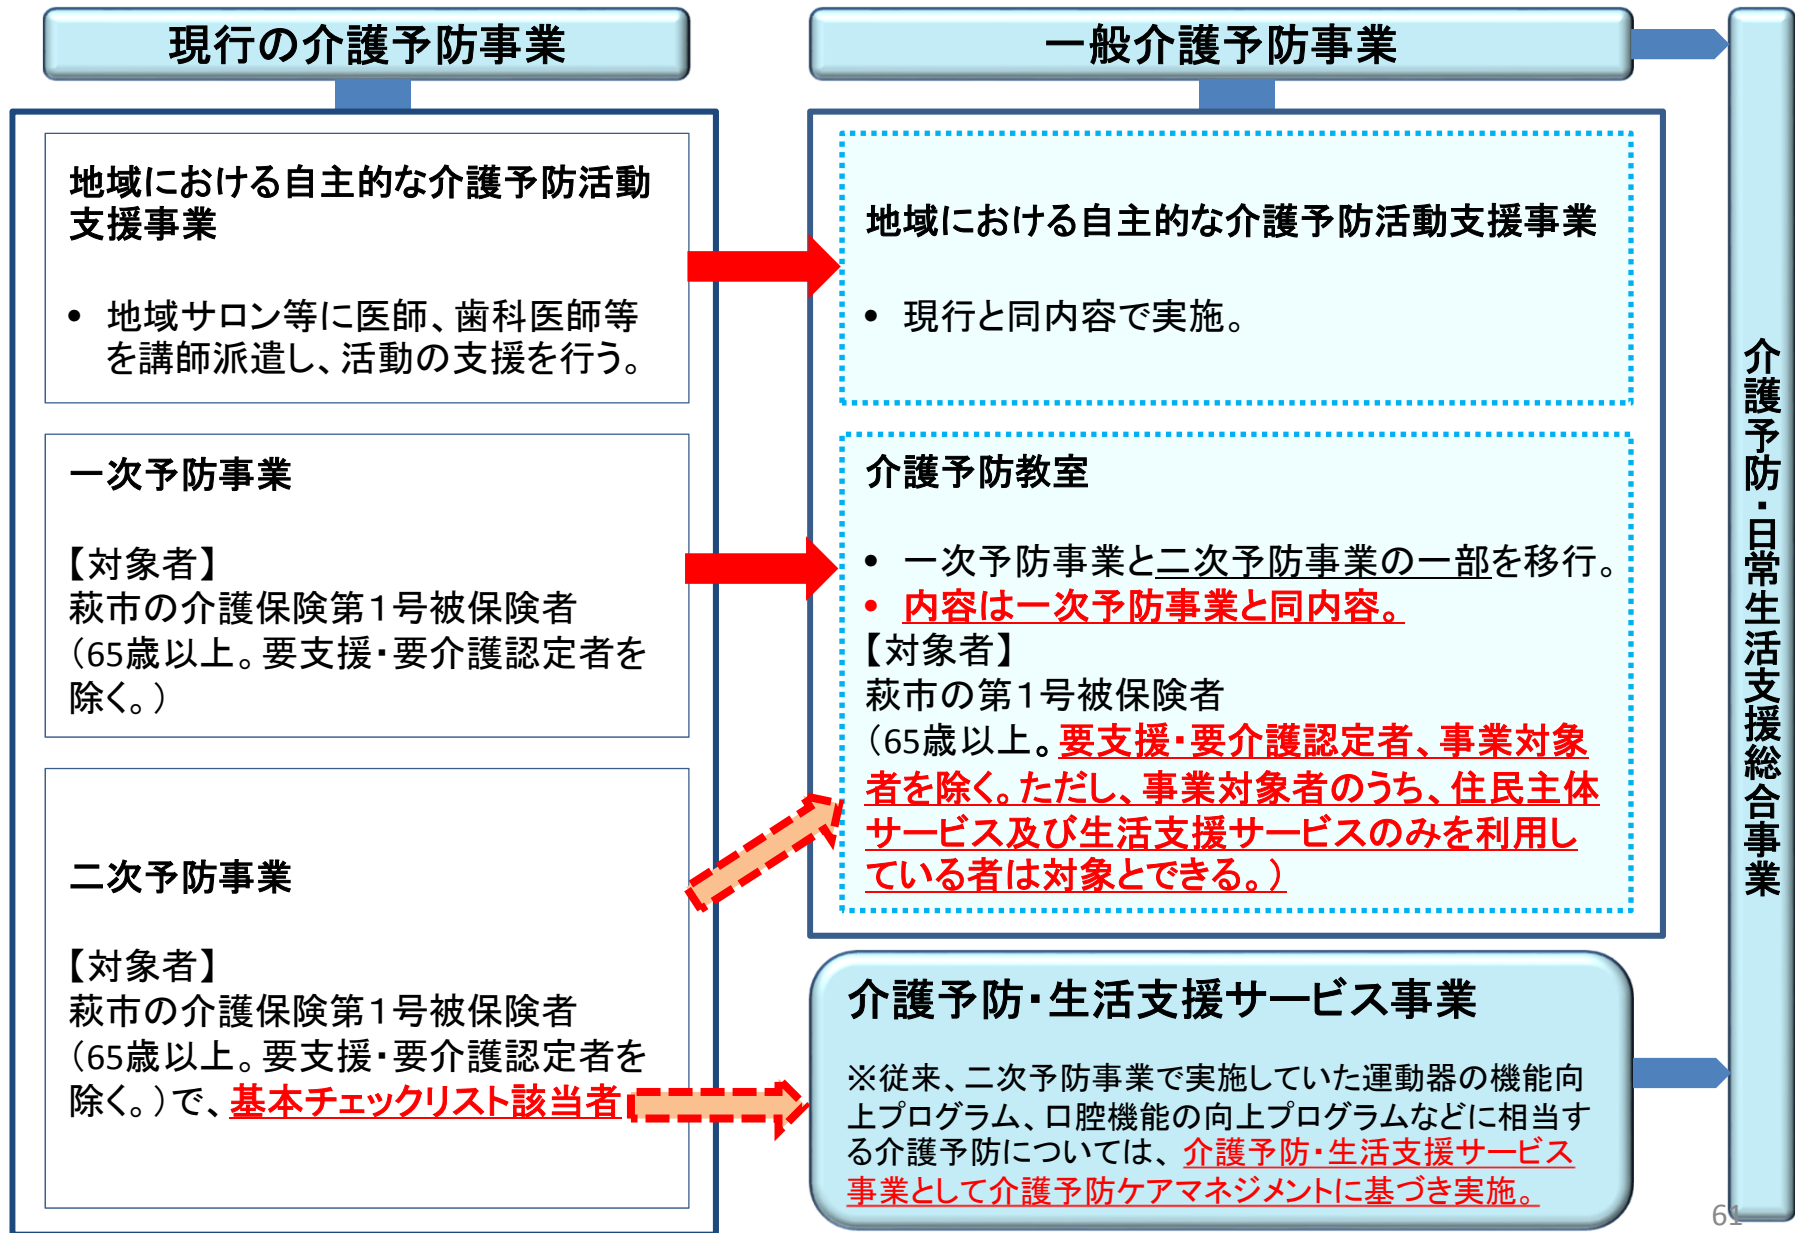 現行の介護予防事業
地域における自主的な介護予防活動
支援事業
• 地域サロン等に医師、歯科医師等
を講師派遣し、活動の支援を行う。
一次予防事業
【対象者】
萩市の介護保険第1号被保険者
（65歳以上。要支援・要介護認定者を
除く。）
二次予防事業
【対象者】
萩市の介護保険第1号被保険者
（65歳以上。要支援・要介護認定者を
除く。）で、基本チェックリスト該当者
一般介護予防事業
地域における自主的な介護予防活動支援事業
• 現行と同内容で実施。
介護予防教室
• 一次予防事業と二次予防事業の一部を移行。
• 内容は一次予防事業と同内容。
【対象者】
萩市の第1号被保険者
（65歳以上。要支援・要介護認定者、事業対象
者を除く。ただし、事業対象者のうち、住民主体
サービス及び生活支援サービスのみを利用し
ている者は対象とできる。）
介護予防・生活支援サービス事業
※従来、二次予防事業で実施していた運動器の機能向
上プログラム、口腔機能の向上プログラムなどに相当す
る介護予防については、介護予防・生活支援サービス
事業として介護予防ケアマネジメントに基づき実施。
介護予防・日常生活支援総合事業
61